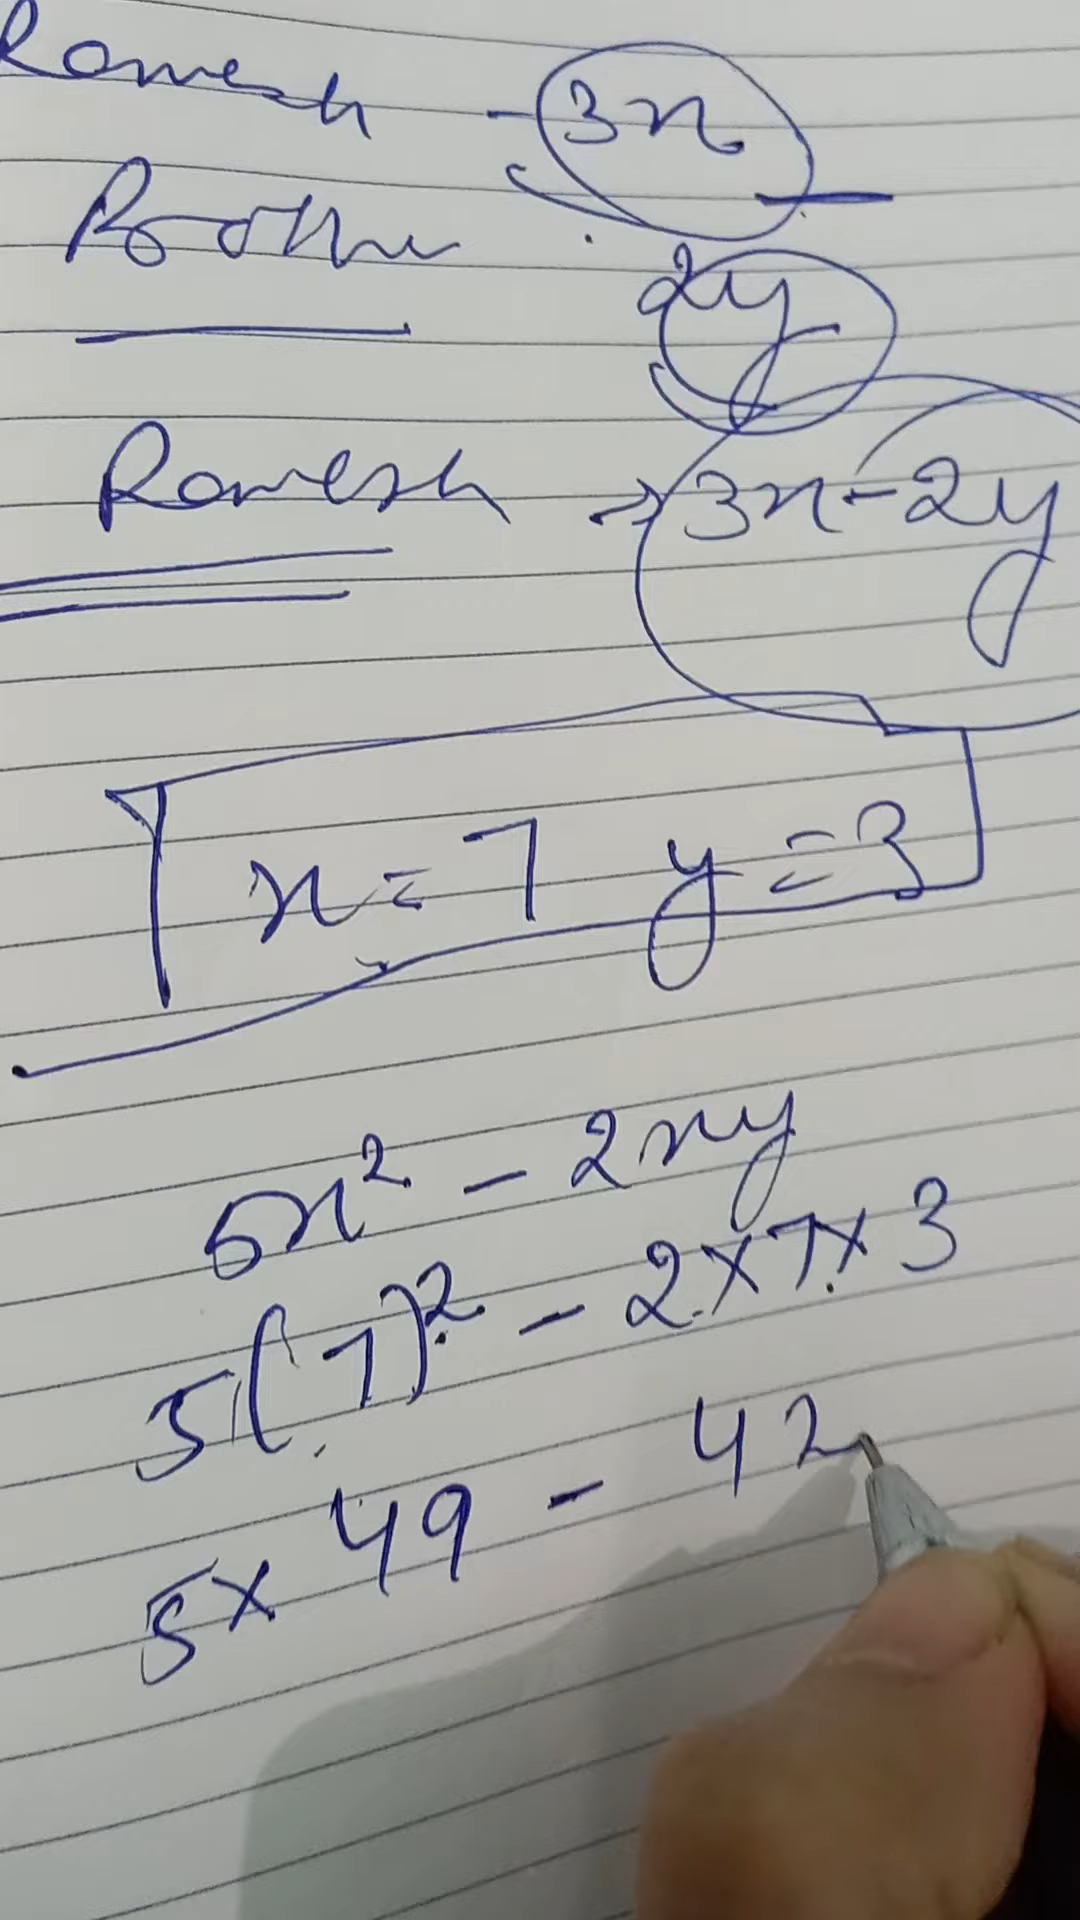 Ramesh - 3x
Brother 2y
Ramesh → 3x - 2y
x = 7 y = 3
5x² - 2xy
5(7)² - 2×7×3
5× 49 - 42